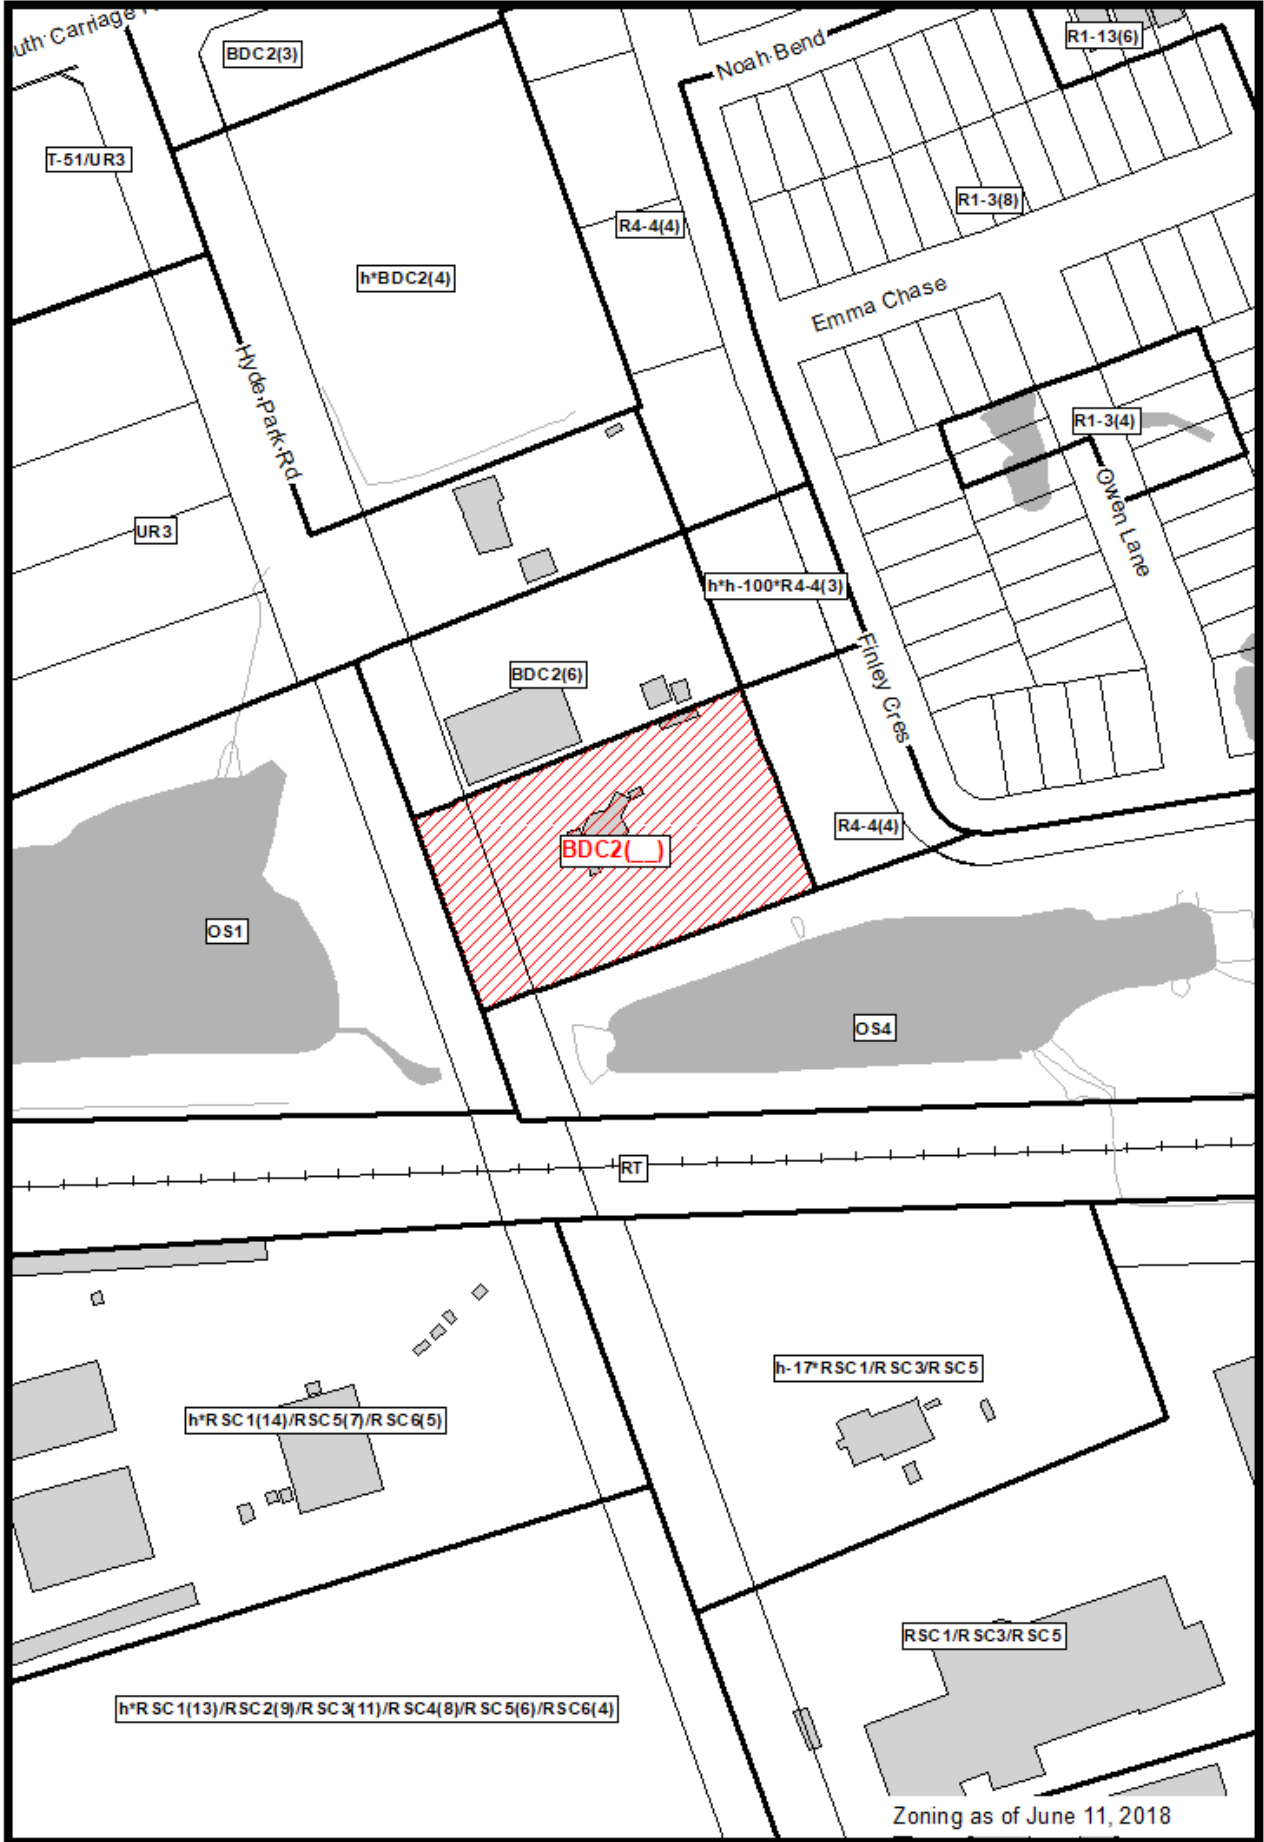 uth Carriage
BDC2(3)
Noah Bend
R1-13(6)
T-51/UR3
R1-3(8)
R4-4(4)
h*BDC2(4)
Emma Chase
Hyde Park Rd
R1-3(4)
Owen Lane
UR3
h*h-100*R4-4(3)
Finley Cres
BDC2(6)
R4-4(4)
BDC2(__)
OS1
OS4
RT
h-17*RSC1/RSC3/RSC5
h*RSC1(14)/RSC5(7)/RSC6(5)
RSC1/RSC3/RSC5
h*RSC1(13)/RSC2(9)/RSC3(11)/RSC4(8)/RSC5(6)/RSC6(4)
Zoning as of June 11, 2018